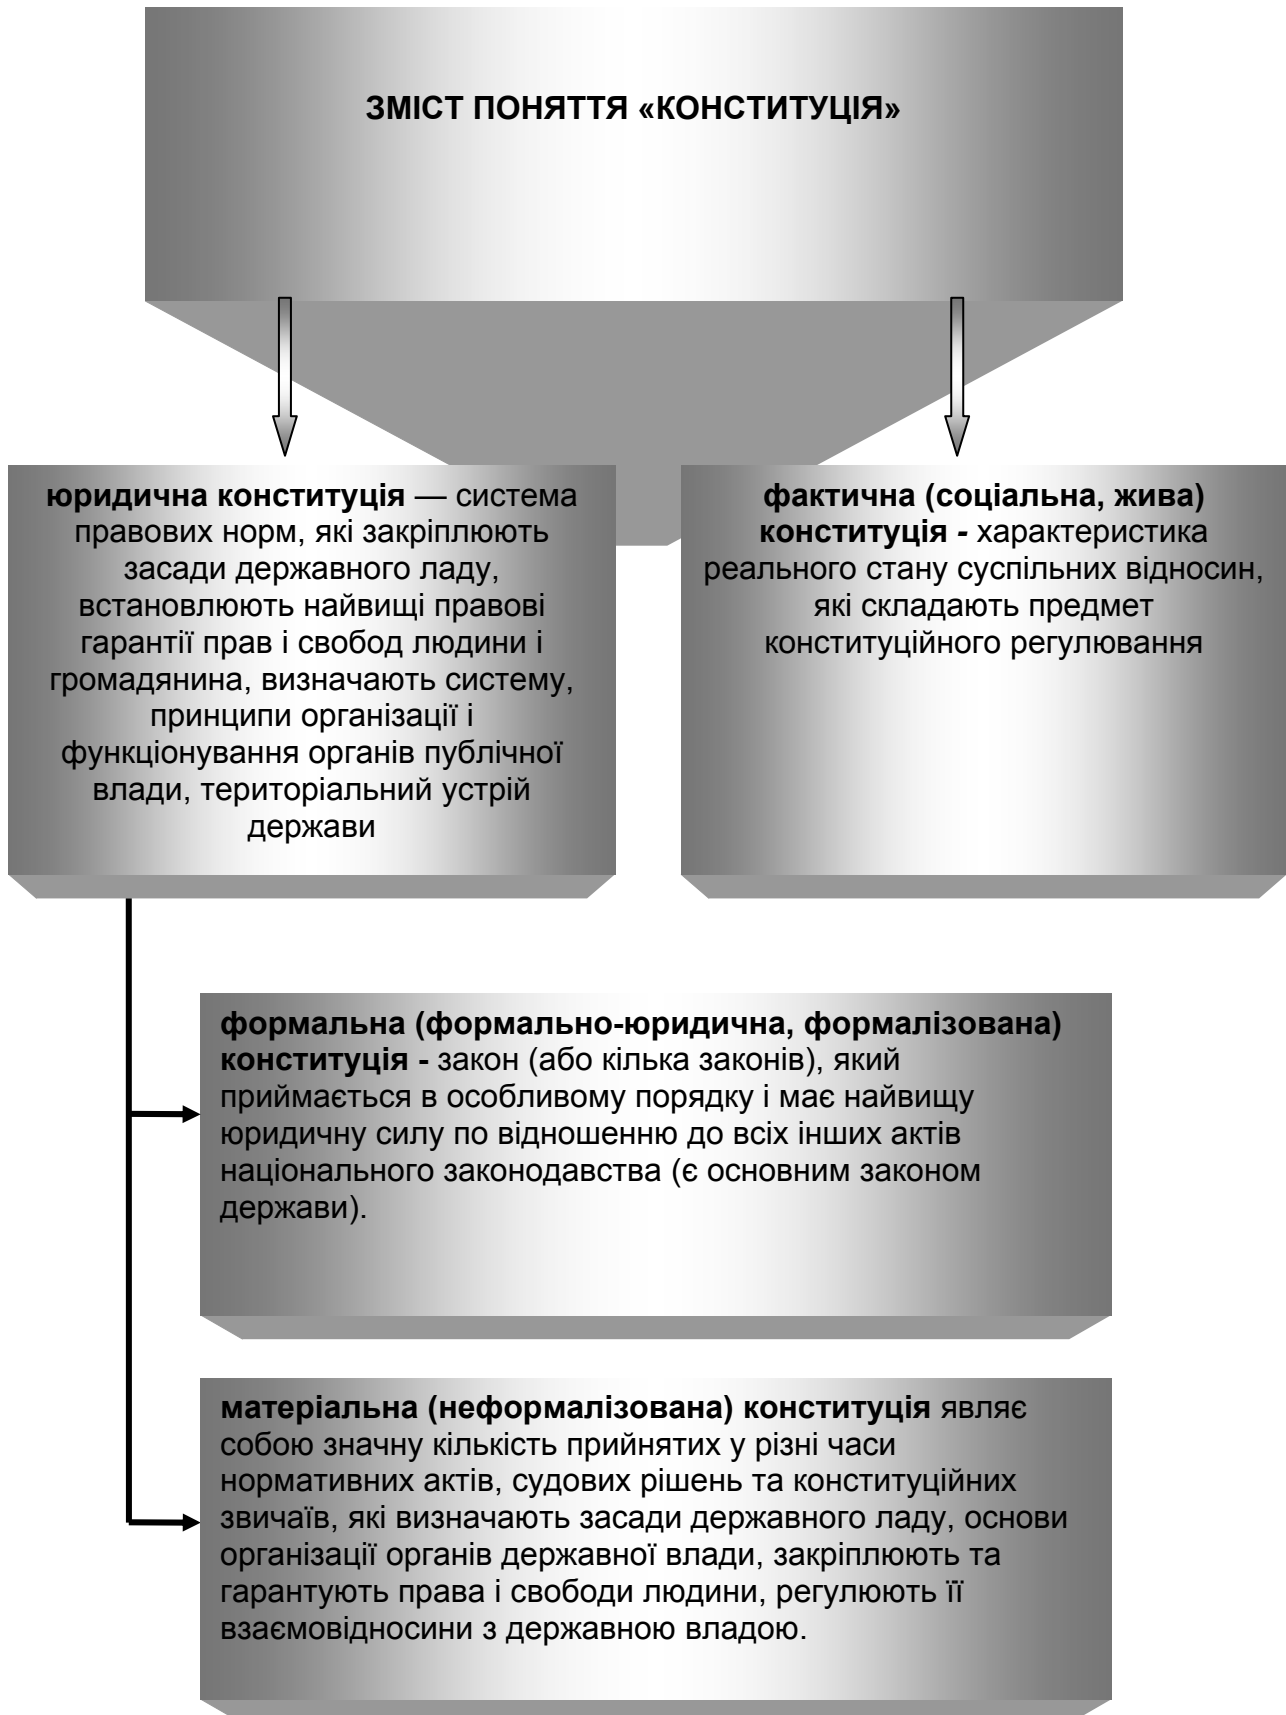 ЗМІСТ ПОНЯТТЯ «КОНСТИТУЦІЯ»
юридична конституція — система
правових норм, які закріплюють
засади державного ладу,
встановлюють найвищі правові
гарантії прав і свобод людини і
громадянина, визначають систему,
принципи організації і
функціонування органів публічної
влади, територіальний устрій
держави
фактична (соціальна, жива)
конституція - характеристика
реального стану суспільних відносин,
які складають предмет
конституційного регулювання
формальна (формально-юридична, формалізована)
конституція - закон (або кілька законів), який
приймається в особливому порядку і має найвищу
юридичну силу по відношенню до всіх інших актів
національного законодавства (є основним законом
держави).
матеріальна (неформалізована) конституція являє
собою значну кількість прийнятих у різні часи
нормативних актів, судових рішень та конституційних
звичаїв, які визначають засади державного ладу, основи
організації органів державної влади, закріплюють та
гарантують права і свободи людини, регулюють її
взаємовідносини з державною владою.